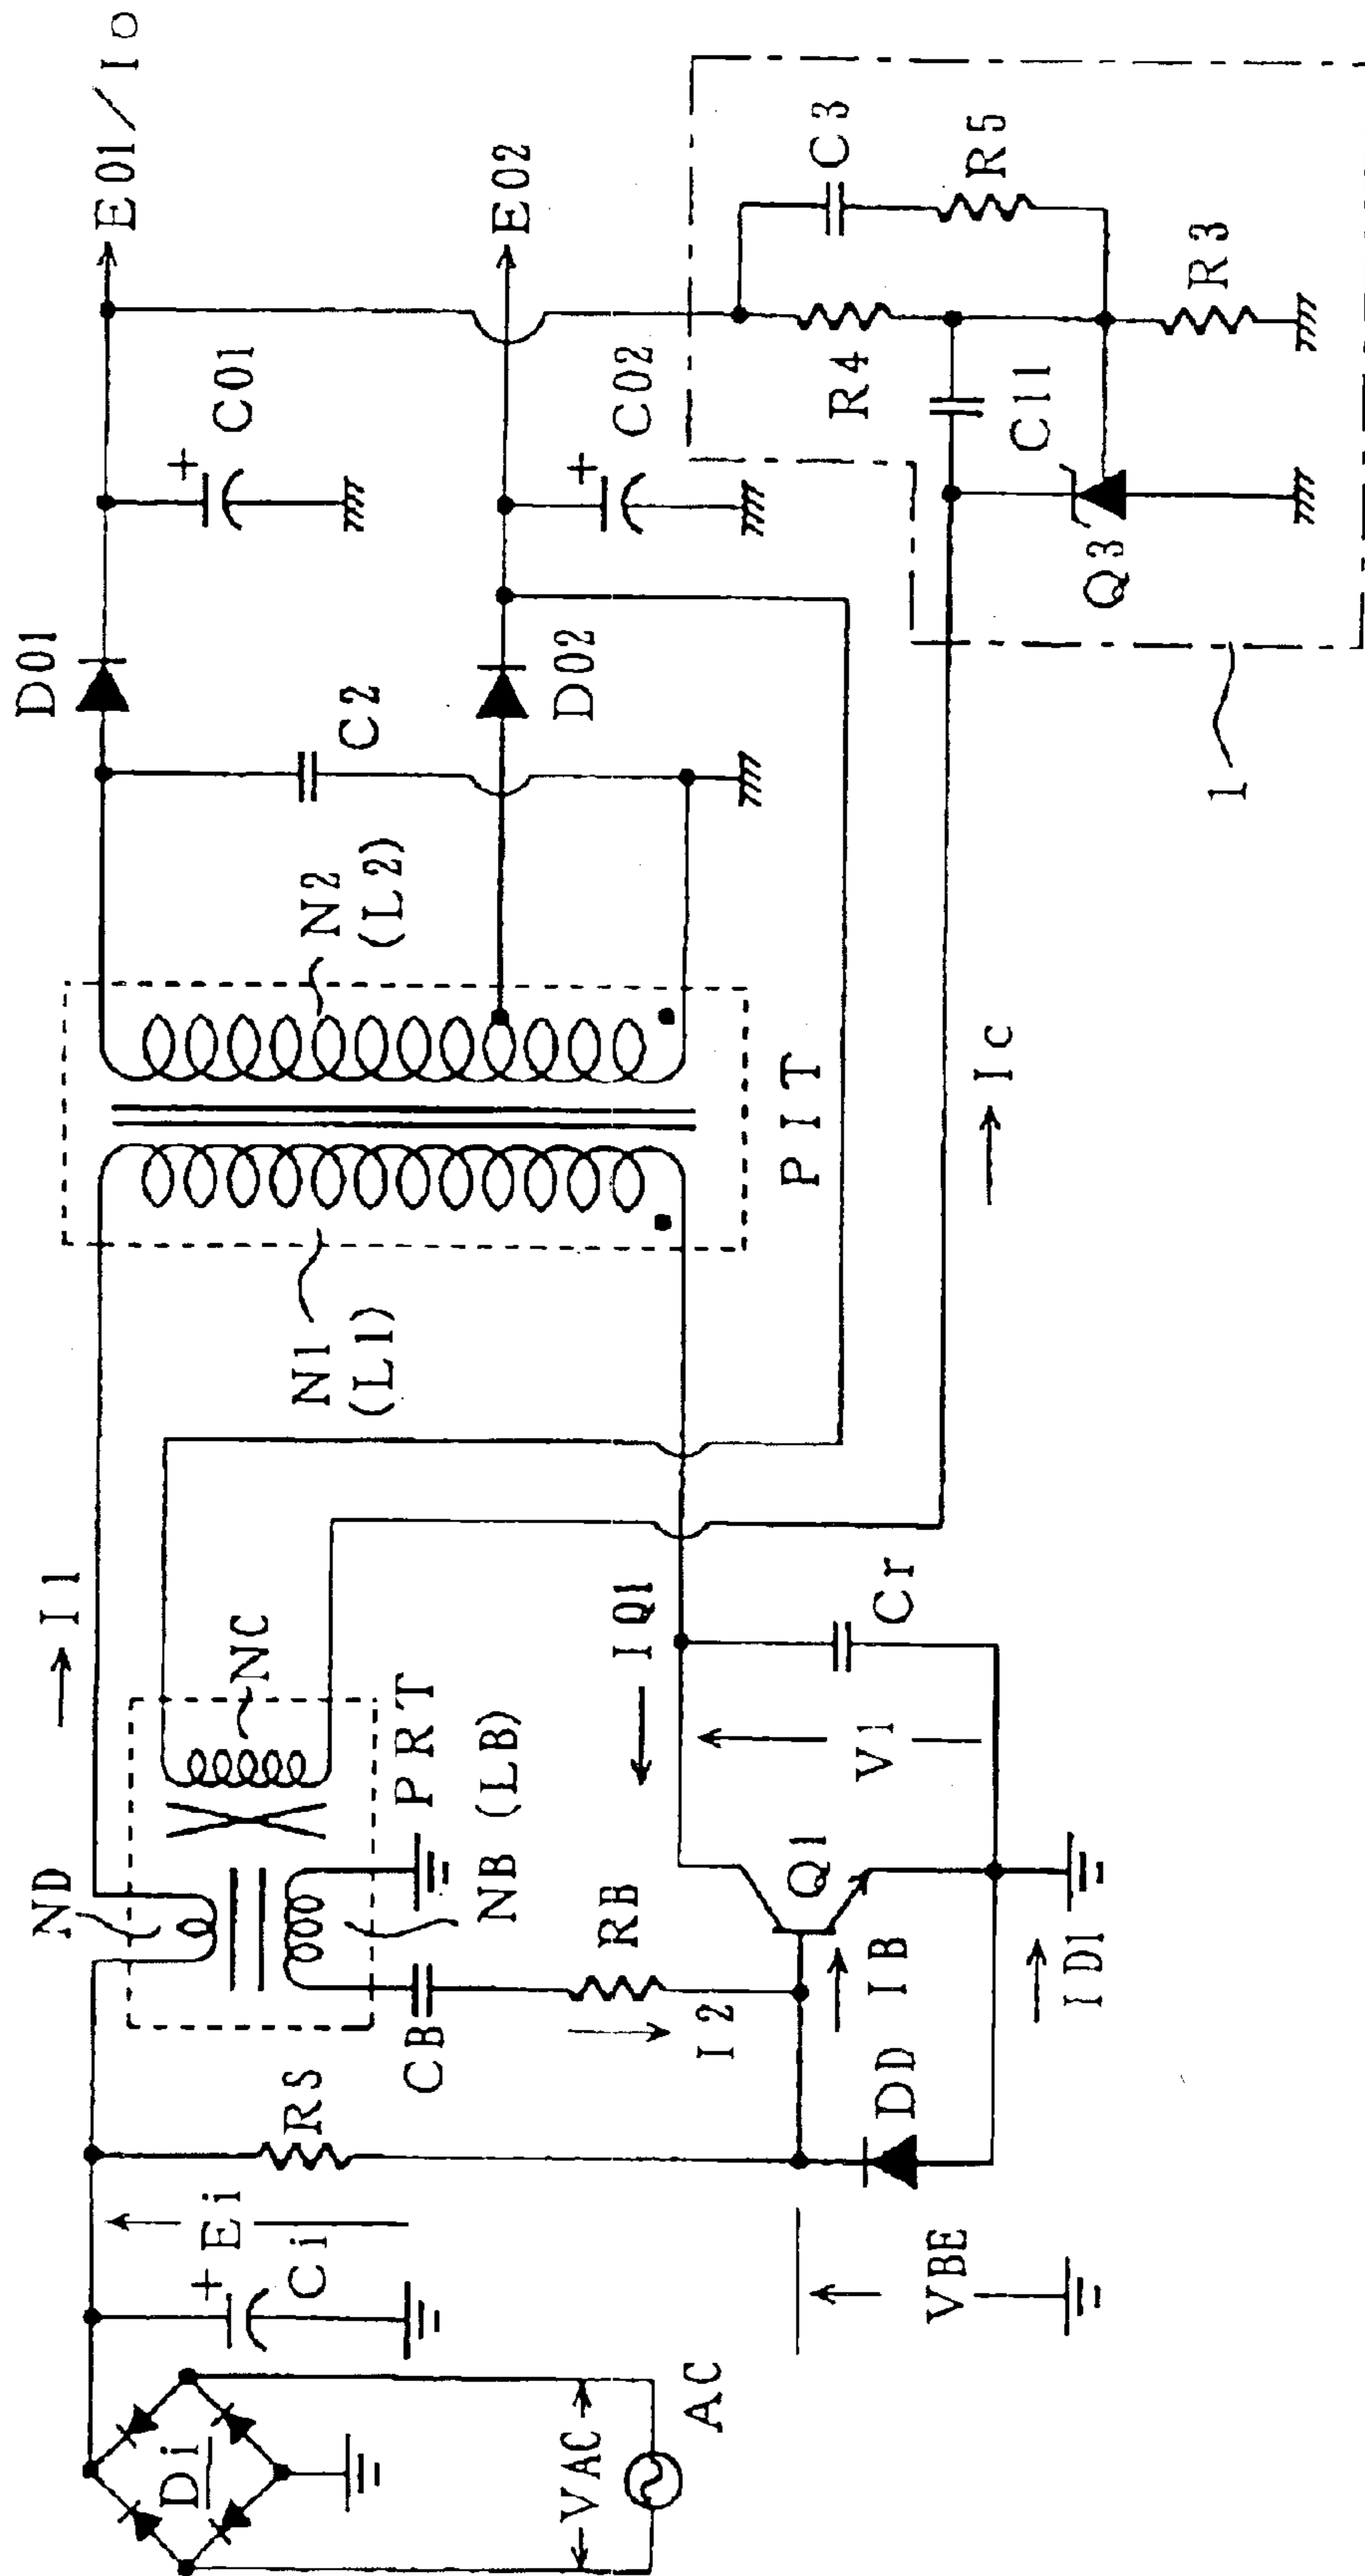 Di
VAC
AC
Ei
+
Ci
RS
VBE
ND
I1
NC
PRT
NB (LB)
CB
RB
I2
IB
DD
ID1
Q1
IQ1
V1
Cr
N1
(L1)
N2
(L2)
PIT
Ic
C2
D01
D02
+
C01
+
C02
E01/Io
E02
C3
R5
R4
C11
R3
Q3
1